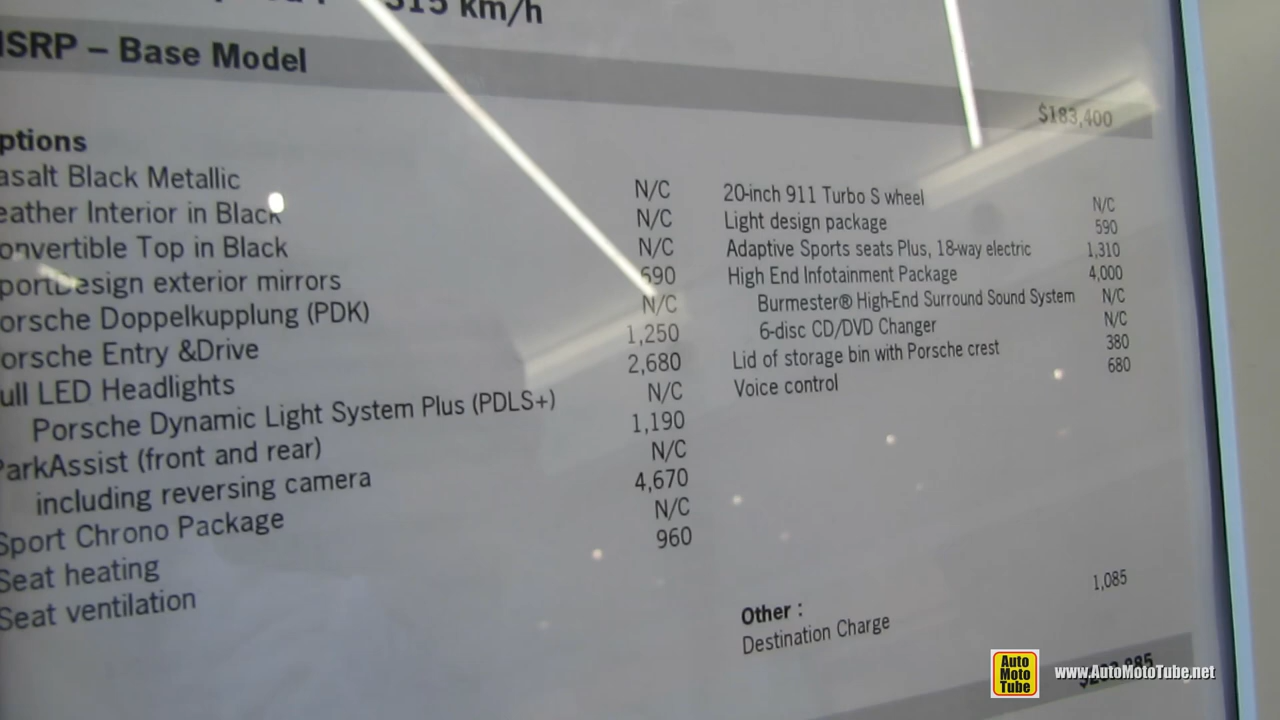 315 km/h
SRP – Base Model $183,400
ptions
asalt Black Metallic N/C
eather Interior in Black N/C
onvertible Top in Black N/C
portDesign exterior mirrors 690
orsche Doppelkupplung (PDK) N/C
orsche Entry &Drive 1,250
ull LED Headlights 2,680
Porsche Dynamic Light System Plus (PDLS+) N/C
ParkAssist (front and rear) 1,190
including reversing camera N/C
Sport Chrono Package 4,670
Seat heating N/C
Seat ventilation 960
20-inch 911 Turbo S wheel N/C
Light design package 590
Adaptive Sports seats Plus, 18-way electric 1,310
High End Infotainment Package 4,000
Burmester® High-End Surround Sound System N/C
6-disc CD/DVD Changer N/C
Lid of storage bin with Porsche crest 380
Voice control 680
Other :
Destination Charge 1,085
Auto
Moto
Tube
www.AutoMotoTube.net